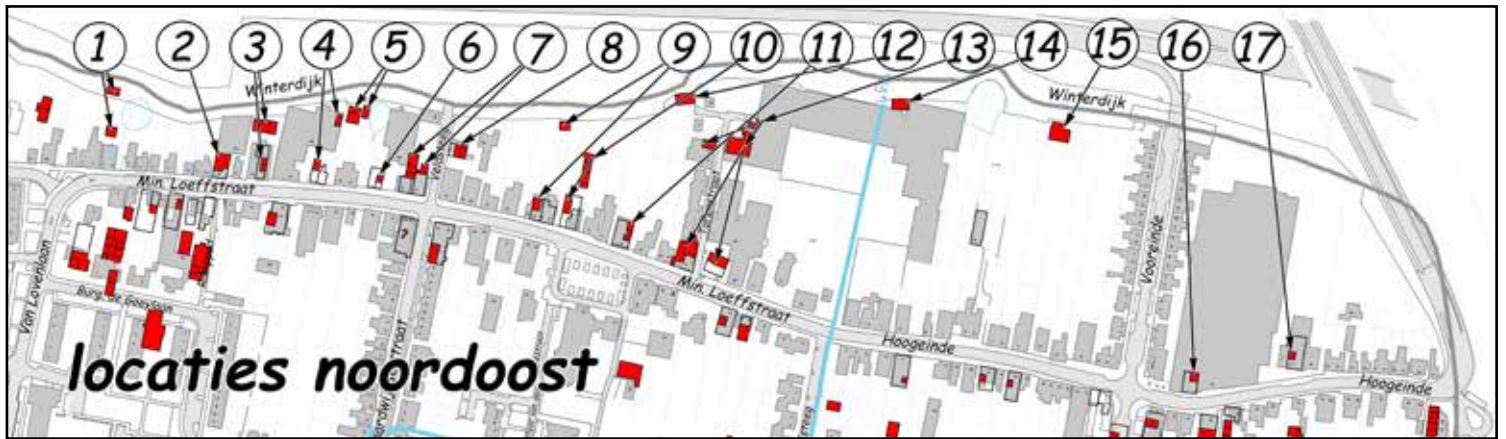 1 2 3 4 5 6 7 8 9 10 11 12 13 14 15 16 17
Winterdijk
Winterdijk
Min. Loeffstraat
?
Van Lovenlaan
Vooreinde
Min. Loeffstraat
Hoogeinde
Hoogeinde
locaties noordoost